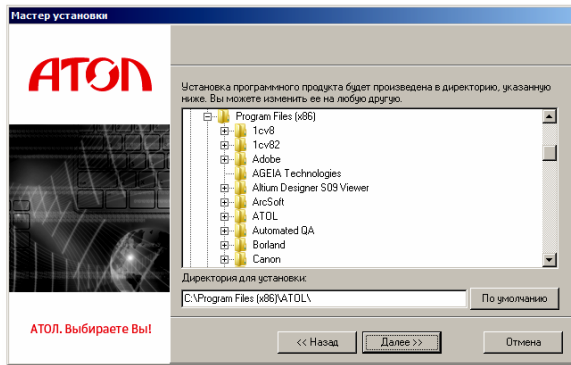 Мастер установки
АТОЛ
Установка программного продукта будет произведена в директорию, указанную
ниже. Вы можете изменить ее на любую другую.
Program Files (x86)
1cv8
1cv82
Adobe
AGEIA Technologies
Altium Designer S09 Viewer
ArcSoft
ATOL
Automated QA
Borland
Canon
Директория для установки:
C:\Program Files (x86)\ATOL\
По умолчанию
АТОЛ. Выбираете Вы!
<< Назад
Далее >>
Отмена